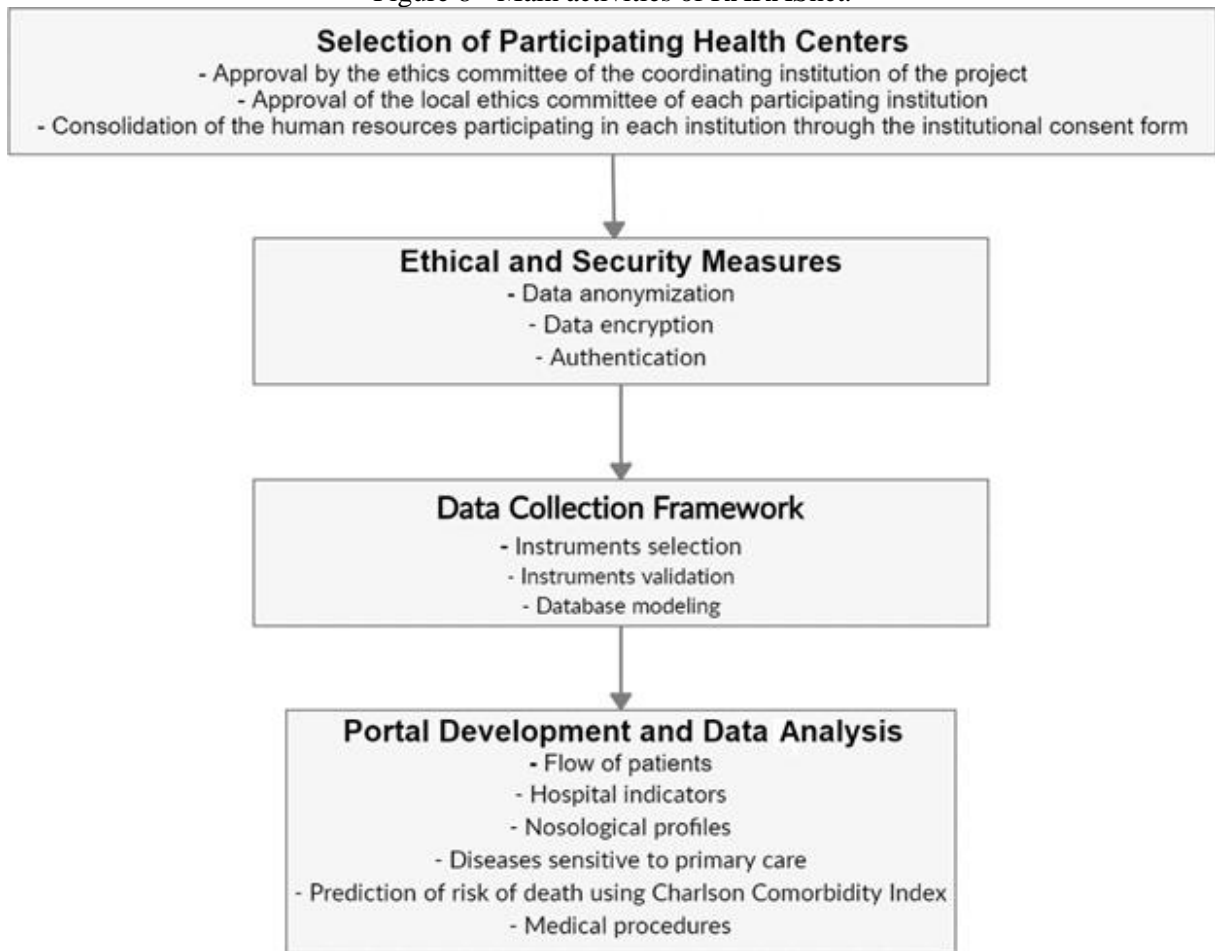 Selection of Participating Health Centers
- Approval by the ethics committee of the coordinating institution of the project
- Approval of the local ethics committee of each participating institution
- Consolidation of the human resources participating in each institution through the institutional consent form
Ethical and Security Measures
- Data anonymization
- Data encryption
- Authentication
Data Collection Framework
- Instruments selection
- Instruments validation
- Database modeling
Portal Development and Data Analysis
- Flow of patients
- Hospital indicators
- Nosological profiles
- Diseases sensitive to primary care
- Prediction of risk of death using Charlson Comorbidity Index
- Medical procedures